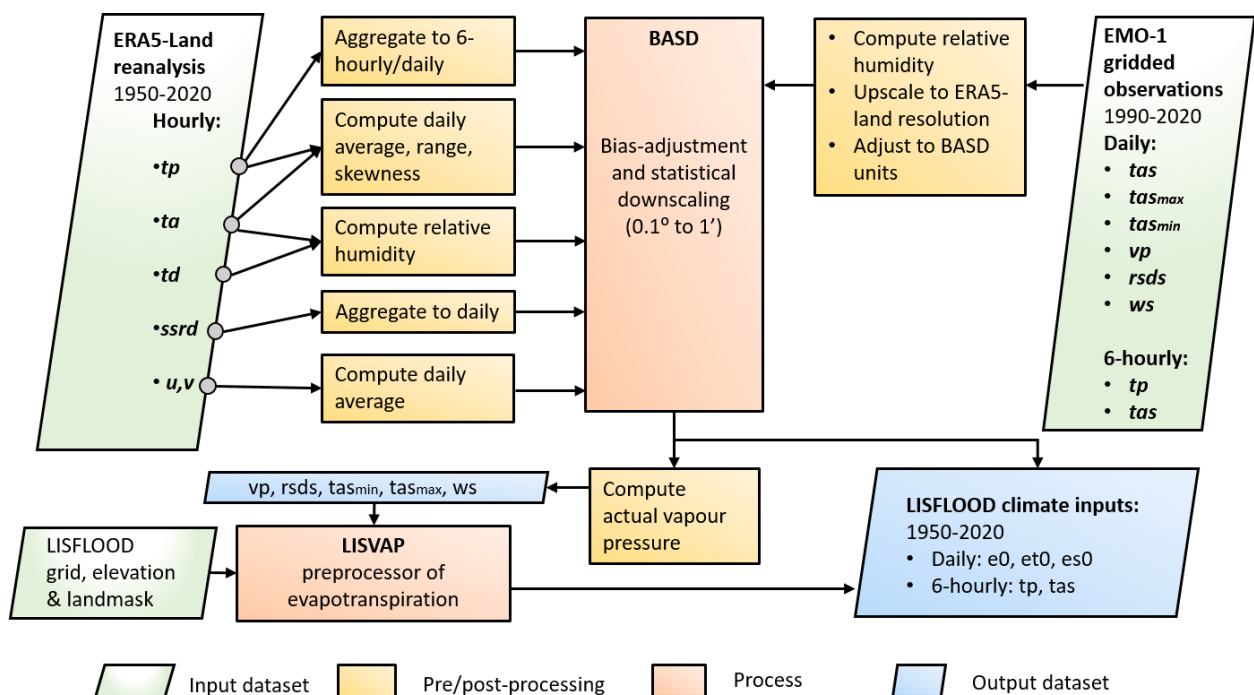 ERA5-Land
reanalysis
1950-2020
Hourly:
•tp
•ta
•td
•ssrd
• u,v
Aggregate to 6-
hourly/daily
Compute daily
average, range,
skewness
Compute relative
humidity
Aggregate to daily
Compute daily
average
BASD
Bias-adjustment
and statistical
downscaling
(0.1⁰ to 1’)
• Compute relative
humidity
• Upscale to ERA5-
land resolution
• Adjust to BASD
units
EMO-1
gridded
observations
1990-2020
Daily:
• tas
• tasmax
• tasmin
• vp
• rsds
• ws
6-hourly:
• tp
• tas
vp, rsds, tasmin, tasmax, ws
Compute
actual vapour
pressure
LISFLOOD
grid, elevation
& landmask
LISVAP
preprocessor of
evapotranspiration
LISFLOOD climate inputs:
1950-2020
• Daily: e0, et0, es0
• 6-hourly: tp, tas
Input dataset
Pre/post-processing
Process
Output dataset